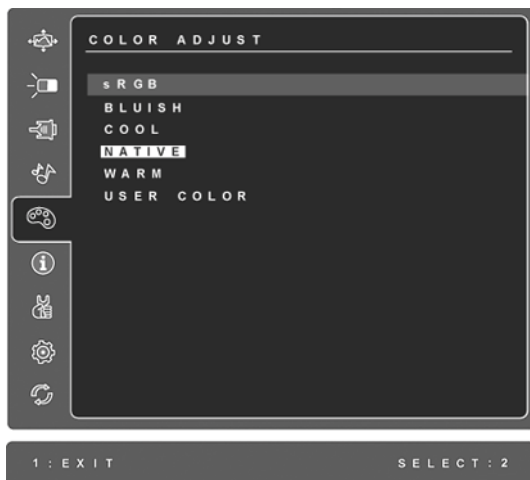 COLOR ADJUST
sRGB
BLUISH
COOL
NATIVE
WARM
USER COLOR
1:EXIT SELECT:2